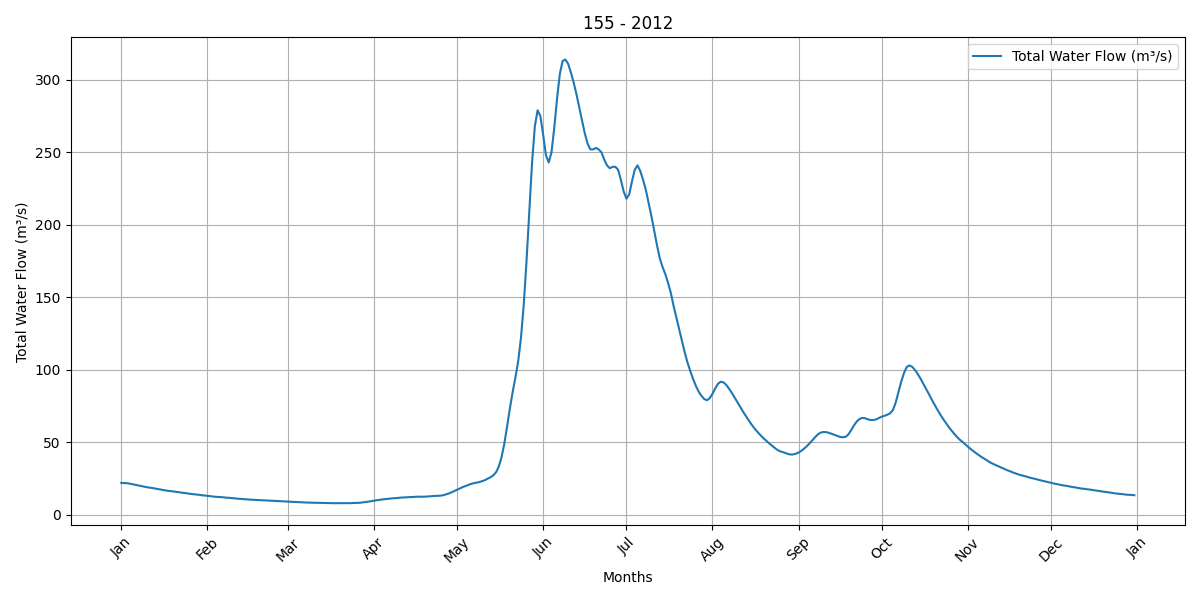 155 - 2012
Total Water Flow (m³/s)
Total Water Flow (m³/s)
300
250
200
150
100
50
0
Jan
Feb
Mar
Apr
May
Jun
Jul
Aug
Sep
Oct
Nov
Dec
Jan
Months